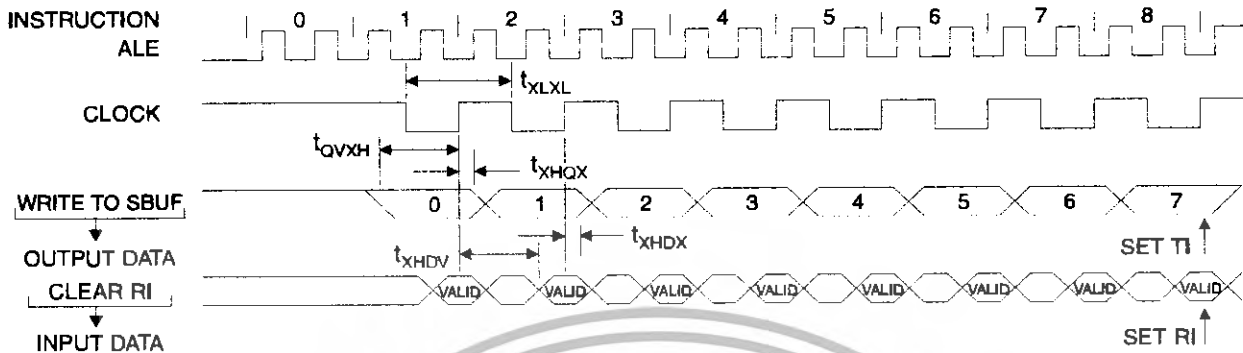 INSTRUCTION 0 1 2 3 4 5 6 7 8
ALE
tXLXL
CLOCK
tQVXH
tXHQX
WRITE TO SBUF 0 1 2 3 4 5 6 7
tXHDV tXHDX SET TI
OUTPUT DATA
CLEAR RI VALID VALID VALID VALID VALID VALID VALID VALID
SET RI
INPUT DATA